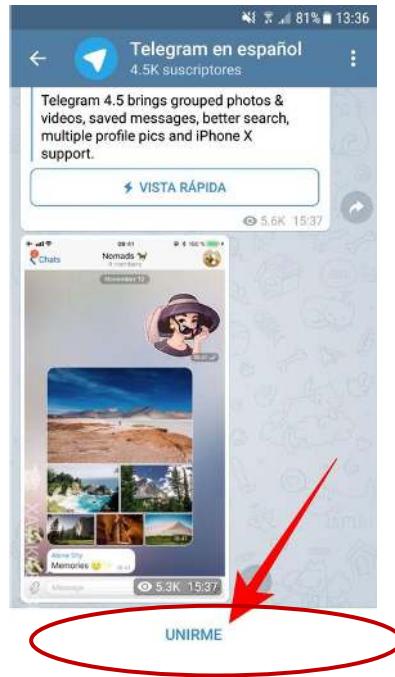 81% 13:36
Telegram en español
4.5K suscriptores
Telegram 4.5 brings grouped photos &
videos, saved messages, better search,
multiple profile pics and iPhone X
support.
VISTA RÁPIDA
5.6K 15:37
09:41
Chats
Nomads
November 12
Memories
Message
5.3K 15:37
UNIRME